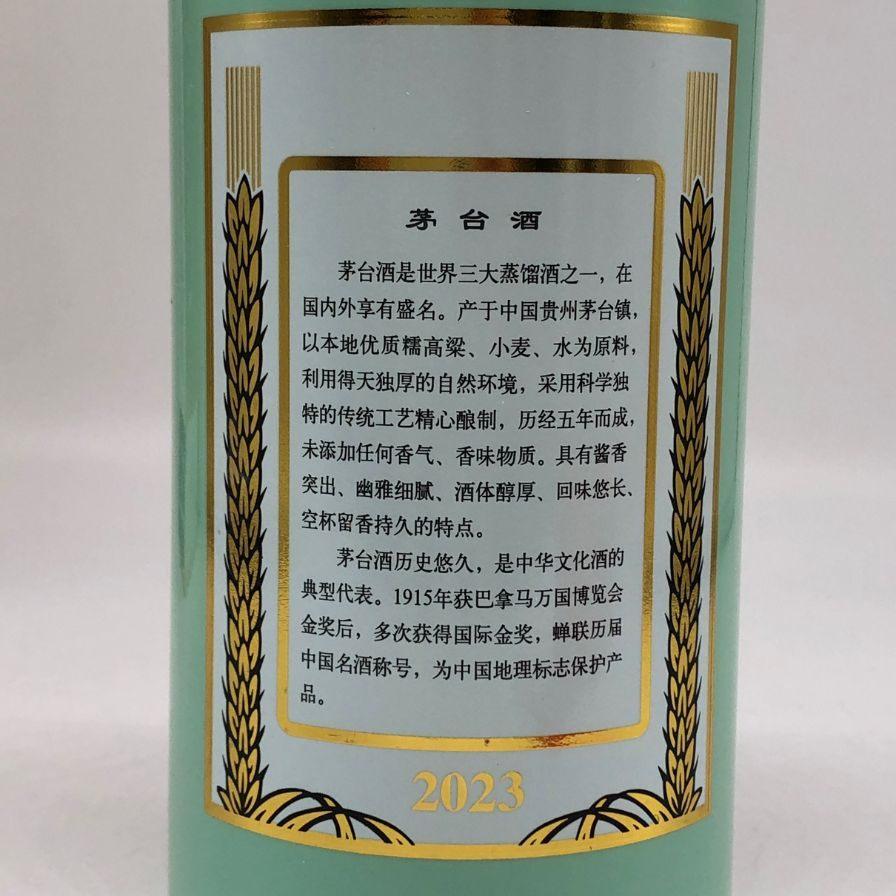 茅台酒
茅台酒是世界三大蒸馏酒之一，在
国内外享有盛名。产于中国贵州茅台镇，
以本地优质糯高粱、小麦、水为原料，
利用得天独厚的自然环境，采用科学独
特的传统工艺精心酿制，历经五年而成，
未添加任何香气、香味物质。具有酱香
突出、幽雅细腻、酒体醇厚、回味悠长、
空杯留香持久的特点。
茅台酒历史悠久，是中华文化酒的
典型代表。1915年获巴拿马万国博览会
金奖后，多次获得国际金奖，蝉联历届
中国名酒称号，为中国地理标志保护产
品。
2023